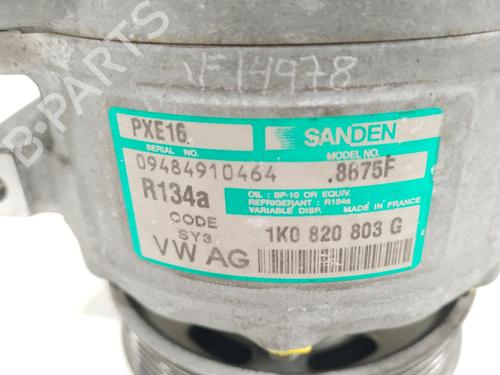 VF14978
PXE16
SANDEN
SERIAL NO.
MODEL NO.
09484910464
8675F
R134a
OIL : SP-10 OR EQUIV.
REFRIGERANT : R134a
VARIABLE DISP.
MADE IN FRANCE
CODE
SY3
1K0 820 803 G
VW AG
B-PARTS